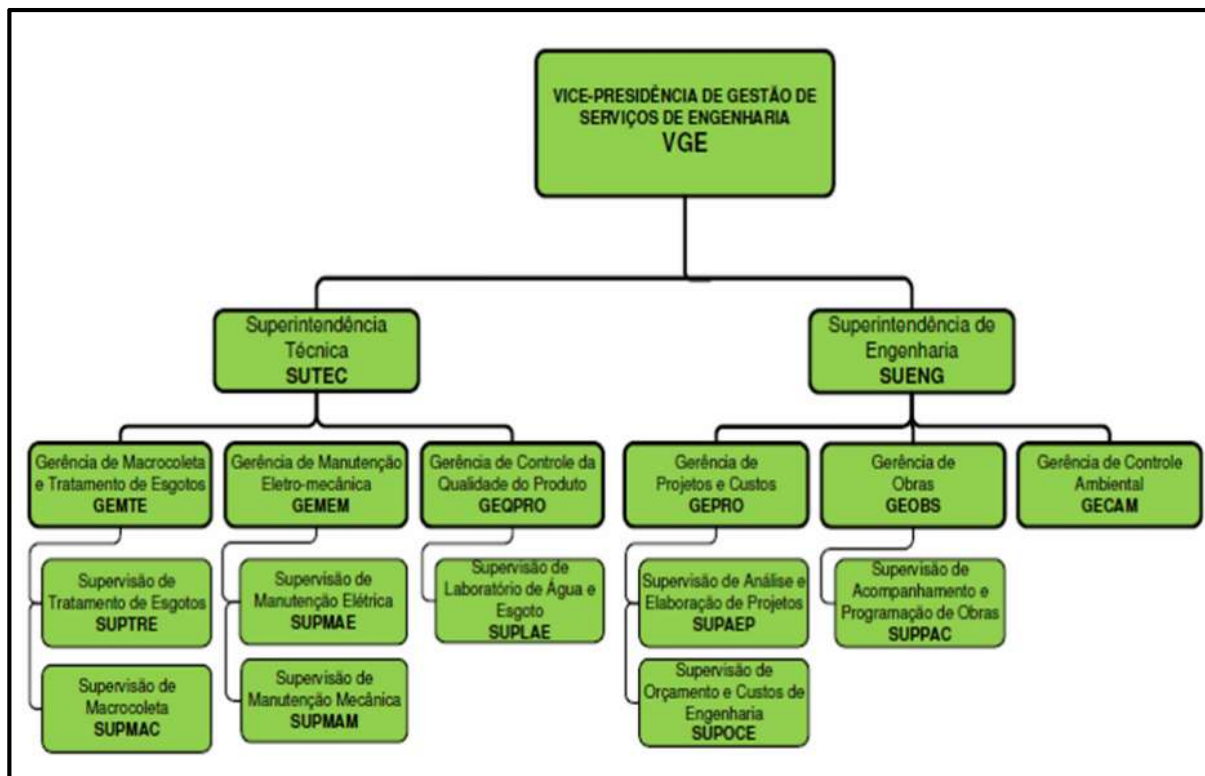 VICE-PRESIDÊNCIA DE GESTÃO DE
SERVIÇOS DE ENGENHARIA
VGE
Superintendência
Técnica
SUTEC
Superintendência de
Engenharia
SUENG
Gerência de Macrocoleta
e Tratamento de Esgotos
GEMTE
Gerência de Manutenção
Eletro-mecânica
GEMEM
Gerência de Controle da
Qualidade do Produto
GEQPRO
Gerência de
Projetos e Custos
GEPRO
Gerência de
Obras
GEOBS
Gerência de Controle
Ambiental
GECAM
Supervisão de
Tratamento de Esgotos
SUPTRE
Supervisão de
Manutenção Elétrica
SUPMAE
Supervisão de
Laboratório de Água e
Esgoto
SUPLAE
Supervisão de Análise e
Elaboração de Projetos
SUPAEP
Supervisão de
Acompanhamento e
Programação de Obras
SUPPAC
Supervisão de
Macrocoleta
SUPMAC
Supervisão de
Manutenção Mecânica
SUPMAM
Supervisão de
Orçamento e Custos de
Engenharia
SUPOCE